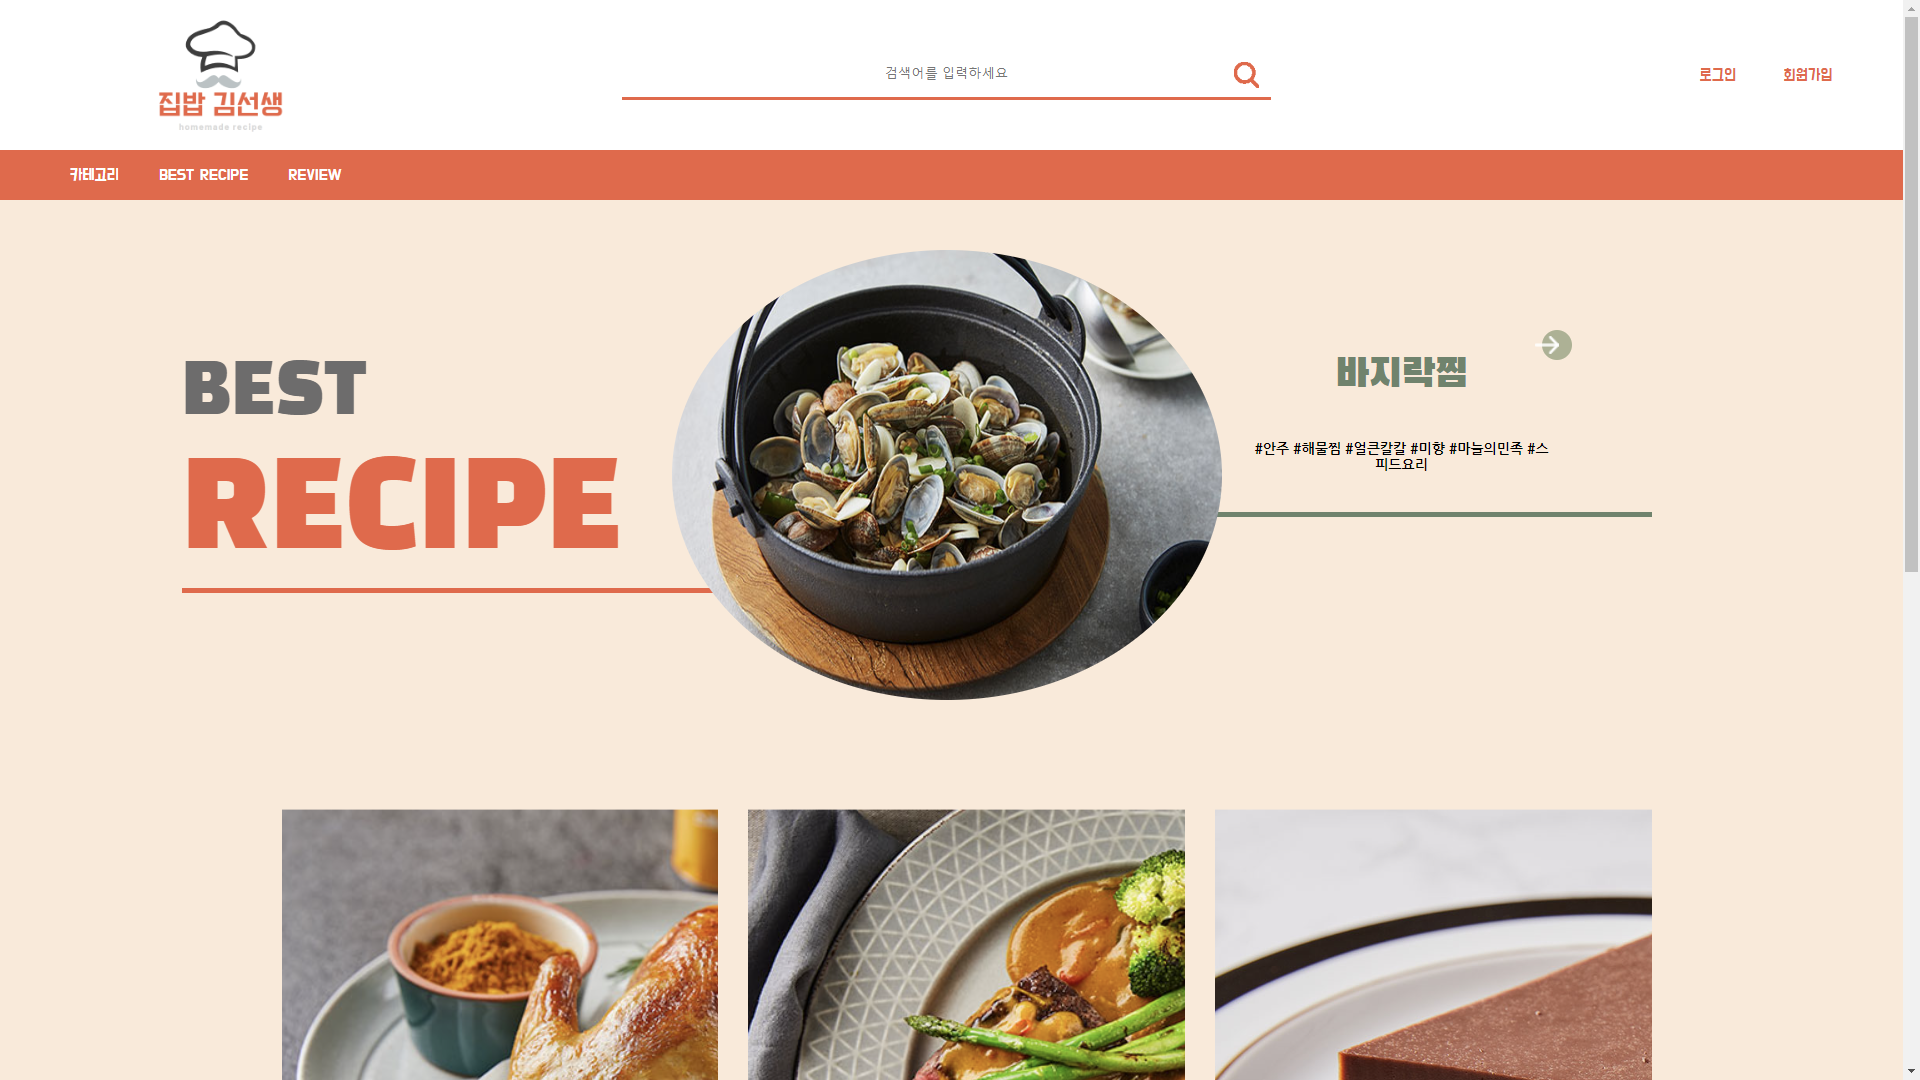 집밥 김선생
homemade recipe
검색어를 입력하세요
로그인
회원가입
카테고리
BEST RECIPE
REVIEW
BEST
RECIPE
바지락찜
#안주 #해물찜 #얼큰칼칼 #미향 #마늘의민족 #스
피드요리